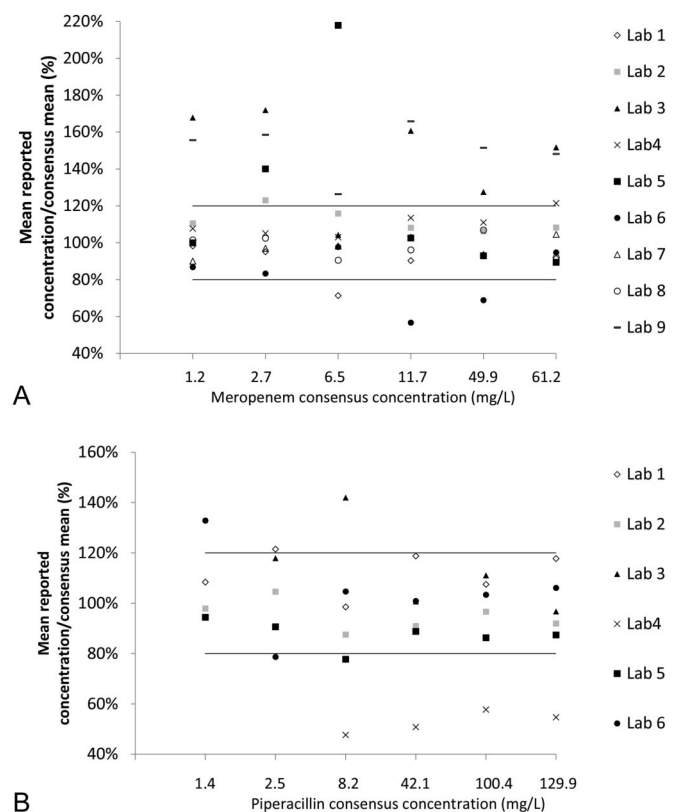 220%
200%
180%
160%
140%
120%
100%
80%
60%
40%
Mean reported
concentration/consensus mean (%)
1.2 2.7 6.5 11.7 49.9 61.2
Meropenem consensus concentration (mg/L)
Lab 1
Lab 2
Lab 3
Lab4
Lab 5
Lab 6
Lab 7
Lab 8
Lab 9
A
160%
140%
120%
100%
80%
60%
40%
Mean reported
concentration/consensus mean (%)
1.4 2.5 8.2 42.1 100.4 129.9
Piperacillin consensus concentration (mg/L)
Lab 1
Lab 2
Lab 3
Lab4
Lab 5
Lab 6
B